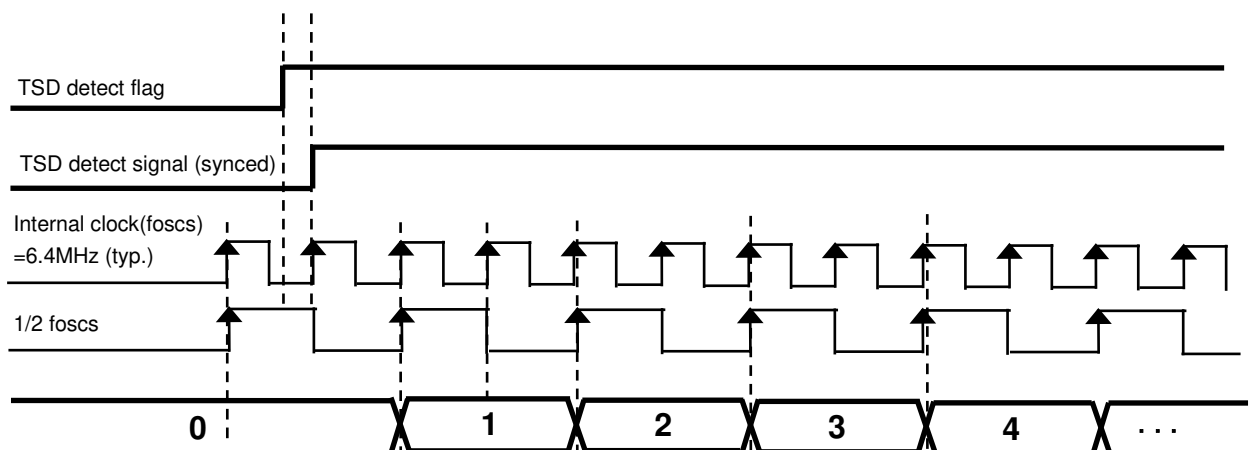 TSD detect flag
TSD detect signal (synced)
Internal clock(foscs)
=6.4MHz (typ.)
1/2 foscs
0 1 2 3 4 ...